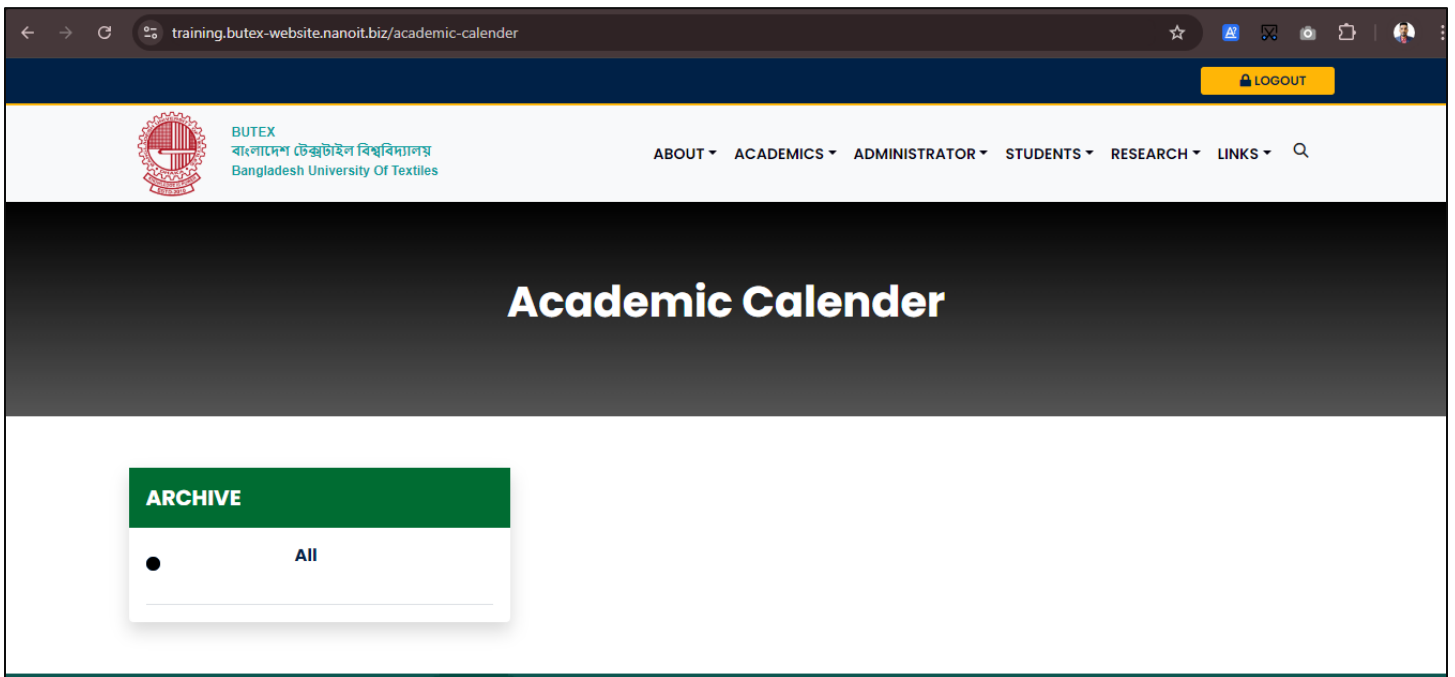 training.butex-website.nanoit.biz/academic-calender
LOGOUT
BUTEX
বাংলাদেশ টেক্সটাইল বিশ্ববিদ্যালয়
Bangladesh University Of Textiles
ABOUT ACADEMICS ADMINISTRATOR STUDENTS RESEARCH LINKS
Academic Calender
ARCHIVE
All